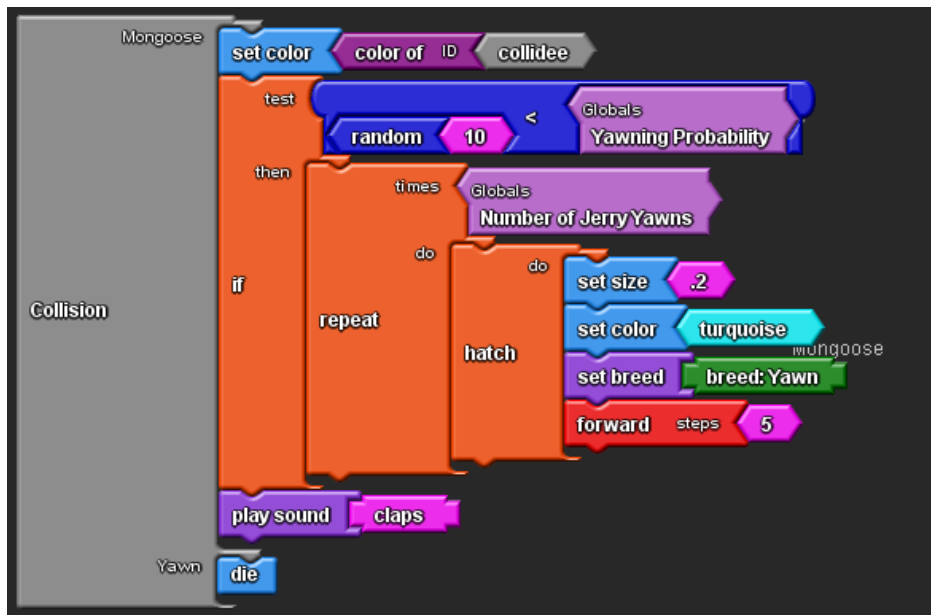 Mongoose
set color color of ID collidee
test
Globals
random 10 < Yawning Probability
then
times Globals
Number of Jerry Yawns
do
do
set size .2
if
Collision
repeat
set color turquoise
hatch
Mongoose
set breed breed: Yawn
forward steps 5
play sound claps
Yawn
die